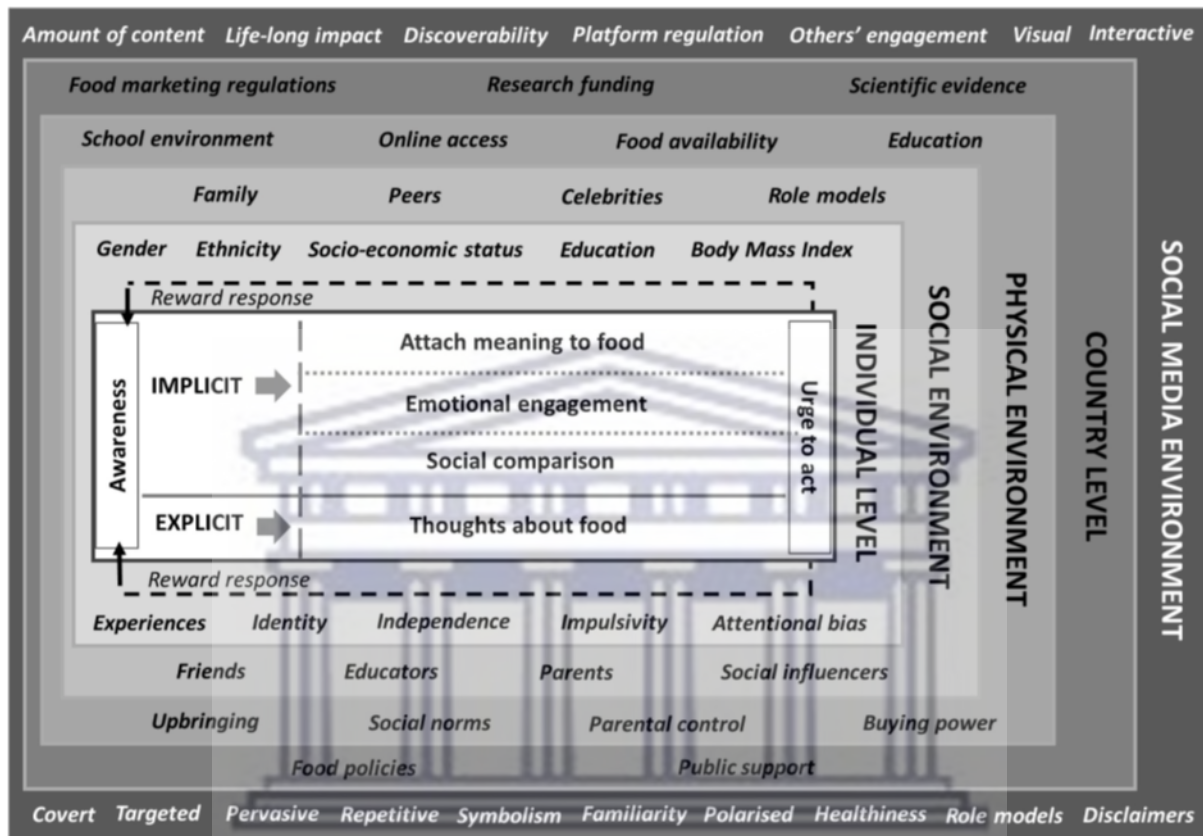 Amount of content Life-long impact Discoverability Platform regulation Others' engagement Visual Interactive
Food marketing regulations Research funding Scientific evidence
School environment Online access Food availability Education
Family Peers Celebrities Role models
Gender Ethnicity Socio-economic status Education Body Mass Index
Reward response
Awareness
IMPLICIT
Attach meaning to food
Emotional engagement
Social comparison
EXPLICIT
Thoughts about food
Urge to act
Reward response
INDIVIDUAL LEVEL
SOCIAL ENVIRONMENT
PHYSICAL ENVIRONMENT
COUNTRY LEVEL
SOCIAL MEDIA ENVIRONMENT
Experiences Identity Independence Impulsivity Attentional bias
Friends Educators Parents Social influencers
Upbringing Social norms Parental control Buying power
Food policies Public support
Covert Targeted Pervasive Repetitive Symbolism Familiarity Polarised Healthiness Role models Disclaimers